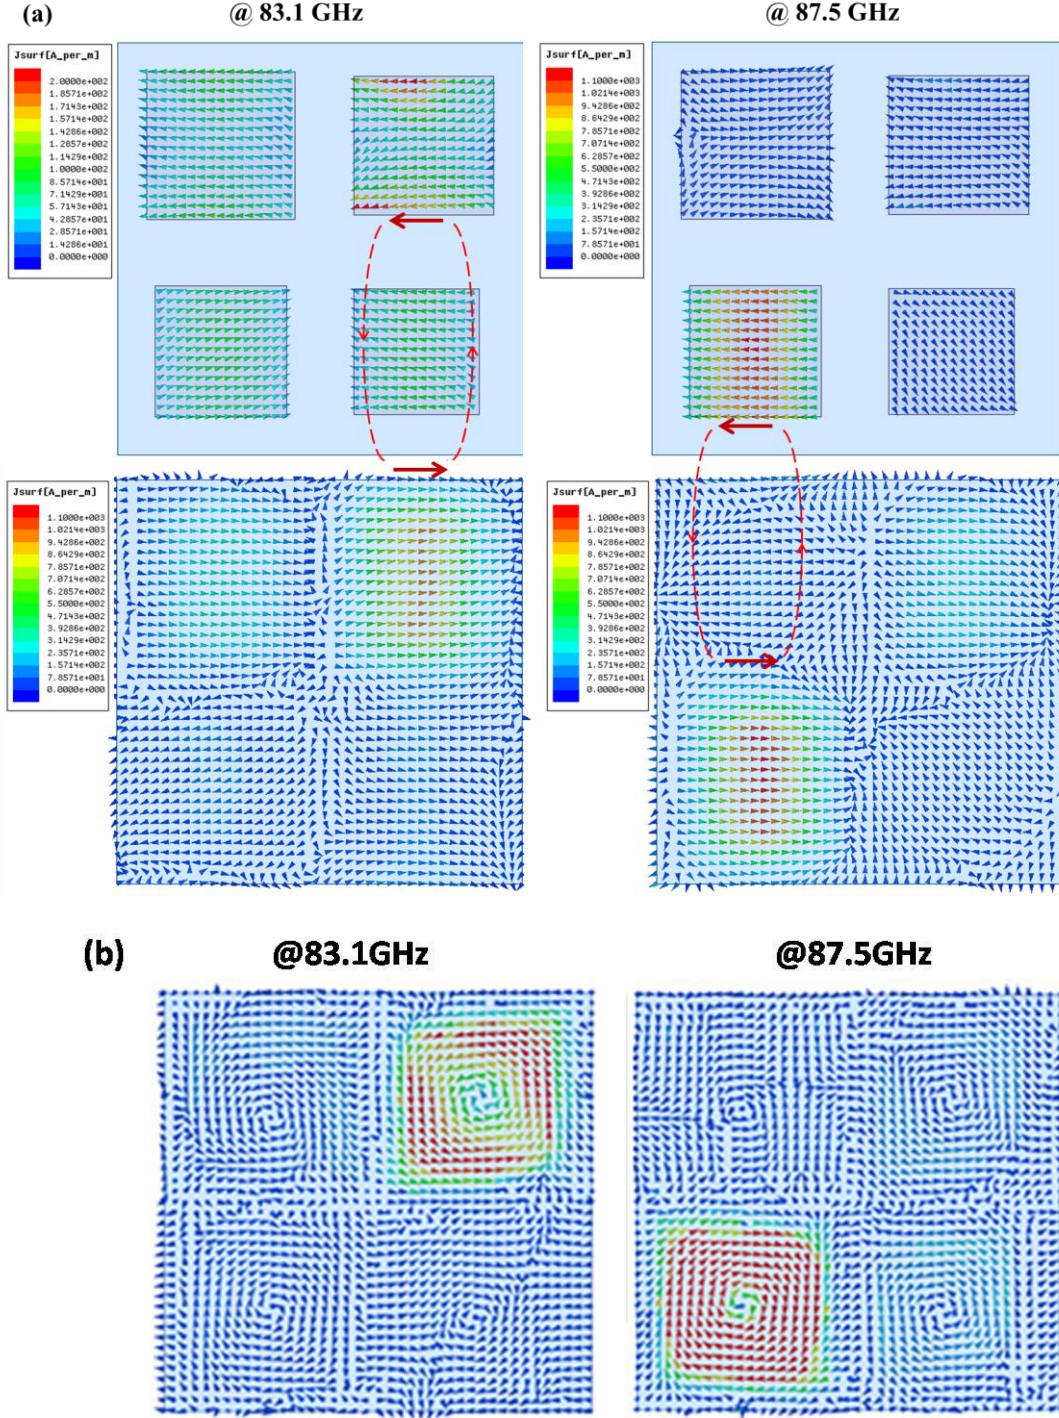 (a)
@ 83.1 GHz
@ 87.5 GHz
Jsurf[A_per_m]
2.0000e+002
1.8571e+002
1.7143e+002
1.5714e+002
1.4286e+002
1.2857e+002
1.1429e+002
1.0000e+002
8.5714e+001
7.1429e+001
5.7143e+001
4.2857e+001
2.8571e+001
1.4286e+001
0.0000e+000
Jsurf[A_per_m]
1.1000e+003
1.0214e+003
9.4286e+002
8.6429e+002
7.8571e+002
7.0714e+002
6.2857e+002
5.5000e+002
4.7143e+002
3.9286e+002
3.1429e+002
2.3571e+002
1.5714e+002
7.8571e+001
0.0000e+000
Jsurf[A_per_m]
1.1000e+003
1.0214e+003
9.4286e+002
8.6429e+002
7.8571e+002
7.0714e+002
6.2857e+002
5.5000e+002
4.7143e+002
3.9286e+002
3.1429e+002
2.3571e+002
1.5714e+002
7.8571e+001
0.0000e+000
Jsurf[A_per_m]
1.1000e+003
1.0214e+003
9.4286e+002
8.6429e+002
7.8571e+002
7.0714e+002
6.2857e+002
5.5000e+002
4.7143e+002
3.9286e+002
3.1429e+002
2.3571e+002
1.5714e+002
7.8571e+001
0.0000e+000
(b)
@83.1GHz
@87.5GHz